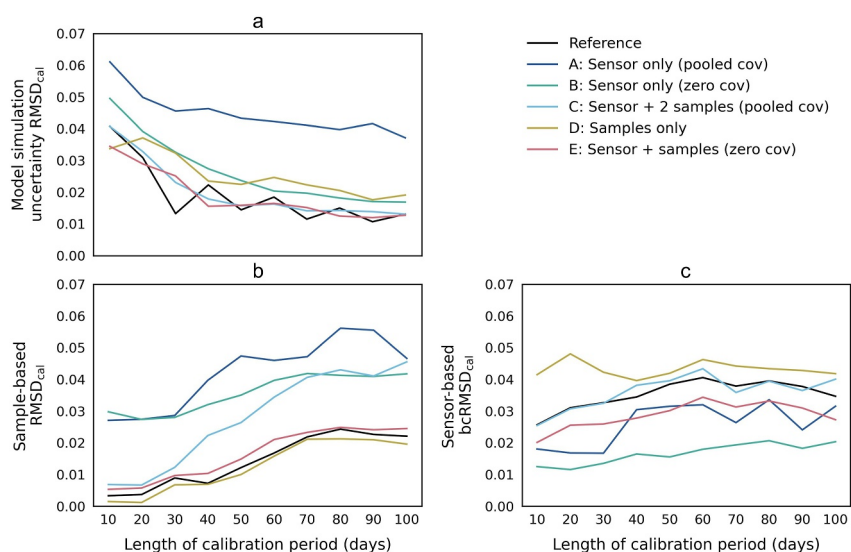 a
0.07
0.06
0.05
0.04
0.03
0.02
0.01
0.00
Model simulation
uncertainty RMSDcal
Reference
A: Sensor only (pooled cov)
B: Sensor only (zero cov)
C: Sensor + 2 samples (pooled cov)
D: Samples only
E: Sensor + samples (zero cov)
b
0.07
0.06
0.05
0.04
0.03
0.02
0.01
0.00
Sample-based
RMSDcal
10 20 30 40 50 60 70 80 90 100
Length of calibration period (days)
c
0.07
0.06
0.05
0.04
0.03
0.02
0.01
0.00
Sensor-based
bcRMSDcal
10 20 30 40 50 60 70 80 90 100
Length of calibration period (days)